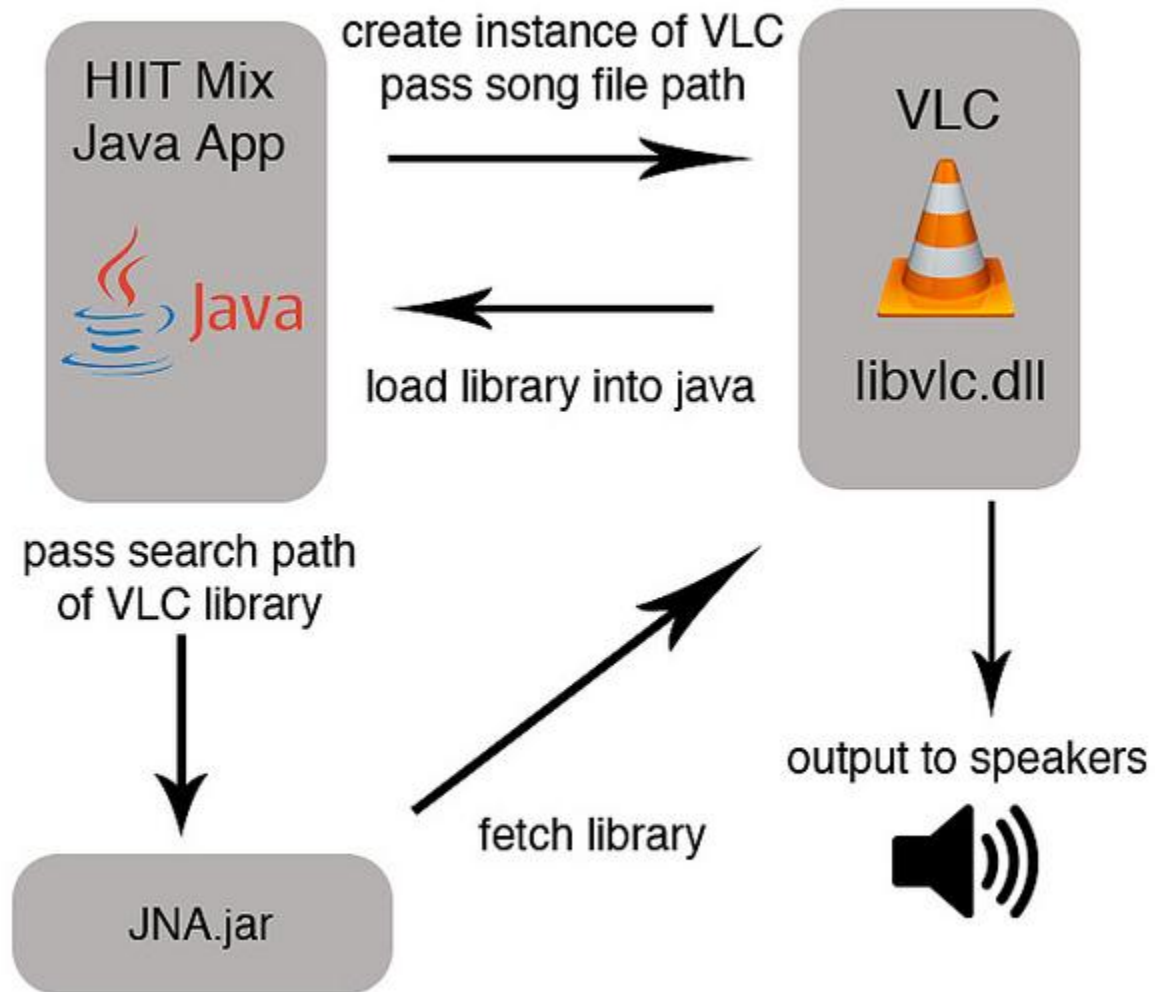 HIIT Mix
Java App
Java
create instance of VLC
pass song file path
VLC
load library into java
libvlc.dll
pass search path
of VLC library
fetch library
output to speakers
JNA.jar